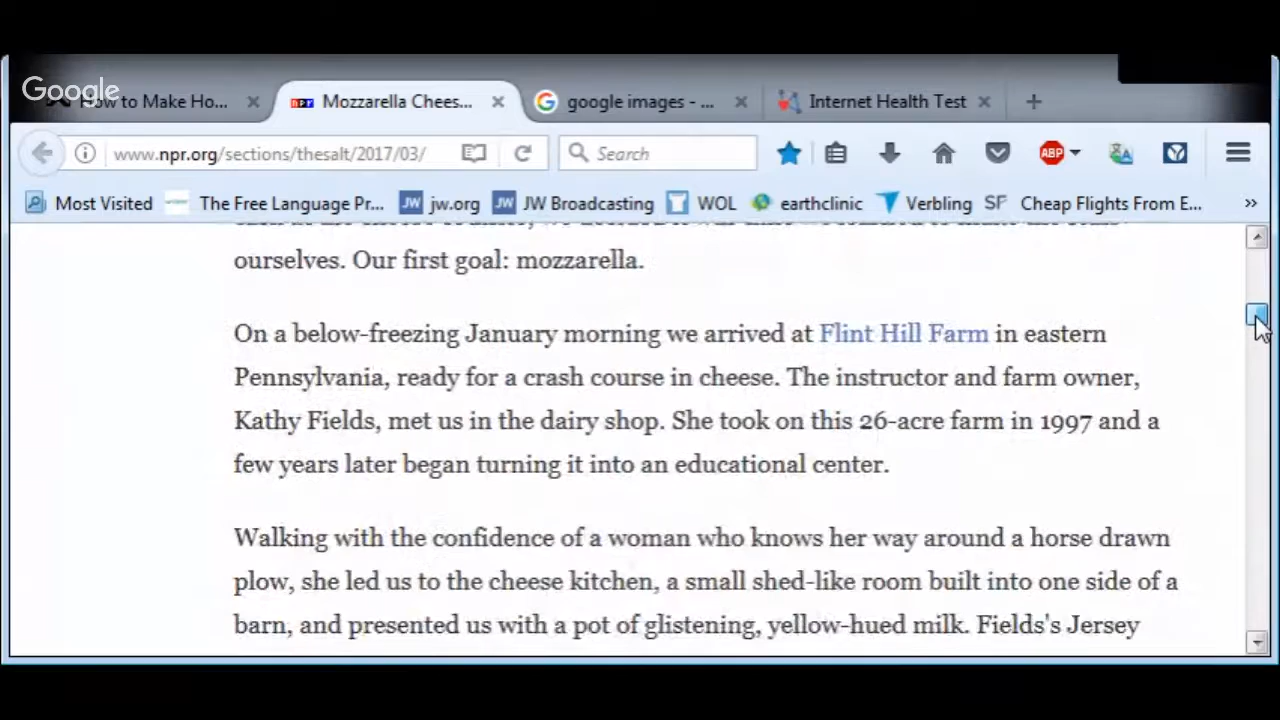 Google
How to Make Ho...
npr Mozzarella Chees...
google images - ...
Internet Health Test
www.npr.org/sections/thesalt/2017/03/
Search
ABP
Most Visited
The Free Language Pr...
JW jw.org
JW JW Broadcasting
WOL
earthclinic
Verbling
SF Cheap Flights From E...
ourselves. Our first goal: mozzarella.
On a below-freezing January morning we arrived at Flint Hill Farm in eastern
Pennsylvania, ready for a crash course in cheese. The instructor and farm owner,
Kathy Fields, met us in the dairy shop. She took on this 26-acre farm in 1997 and a
few years later began turning it into an educational center.
Walking with the confidence of a woman who knows her way around a horse drawn
plow, she led us to the cheese kitchen, a small shed-like room built into one side of a
barn, and presented us with a pot of glistening, yellow-hued milk. Fields's Jersey